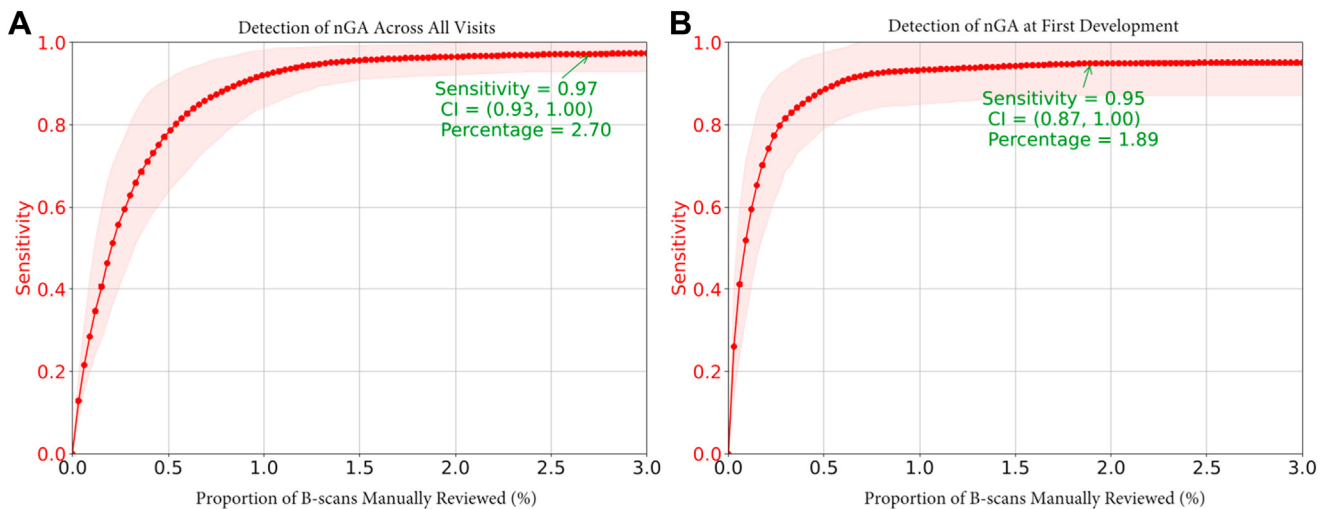 A
Detection of nGA Across All Visits
1.0
0.8
0.6
0.4
0.2
0.0
Sensitivity
Sensitivity = 0.97
CI = (0.93, 1.00)
Percentage = 2.70
0.0 0.5 1.0 1.5 2.0 2.5 3.0
Proportion of B-scans Manually Reviewed (%)
B
Detection of nGA at First Development
1.0
0.8
0.6
0.4
0.2
0.0
Sensitivity
Sensitivity = 0.95
CI = (0.87, 1.00)
Percentage = 1.89
0.0 0.5 1.0 1.5 2.0 2.5 3.0
Proportion of B-scans Manually Reviewed (%)